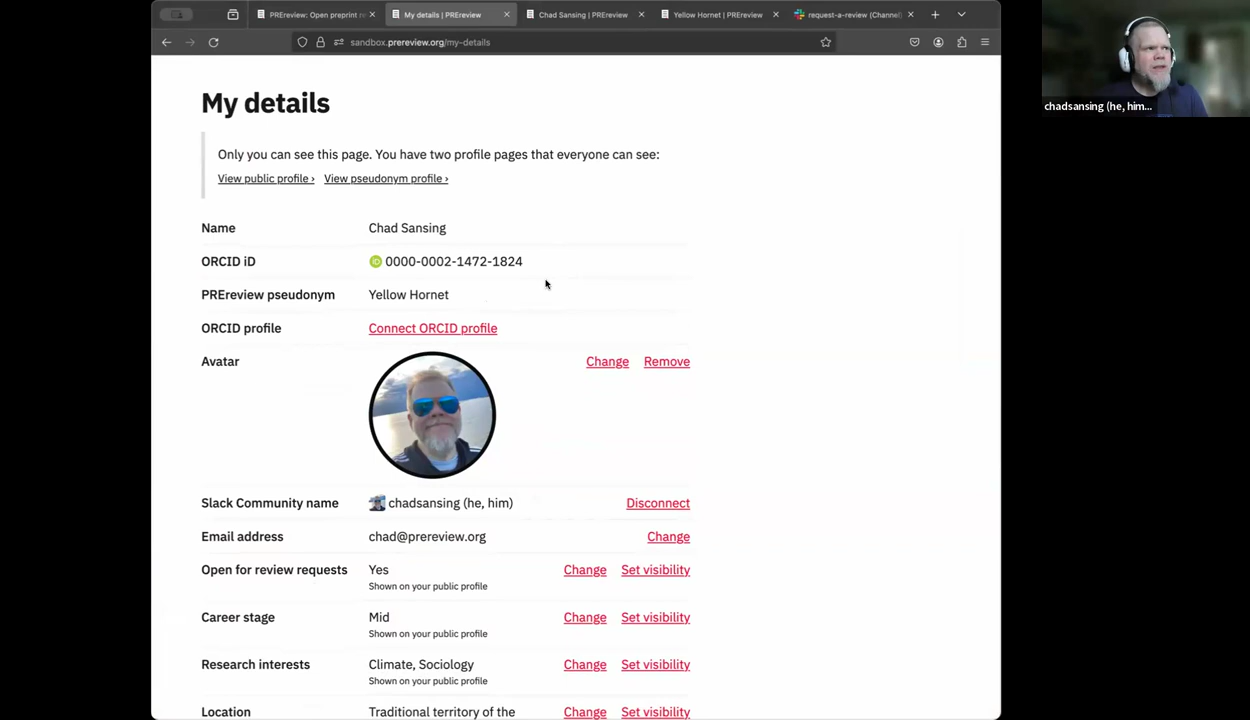 PREreview: Open preprint re
My details | PREreview
Chad Sansing | PREreview
Yellow Hornet | PREreview
request-a-review (Channel)
sandbox.prereview.org/my-details
chadsansing (he, him...
My details
Only you can see this page. You have two profile pages that everyone can see:
View public profile › View pseudonym profile ›
Name Chad Sansing
ORCID iD iD 0000-0002-1472-1824
PREreview pseudonym Yellow Hornet
ORCID profile Connect ORCID profile
Avatar Change Remove
Slack Community name chadsansing (he, him) Disconnect
Email address chad@prereview.org Change
Open for review requests Yes Change Set visibility
Shown on your public profile
Career stage Mid Change Set visibility
Shown on your public profile
Research interests Climate, Sociology Change Set visibility
Shown on your public profile
Location Traditional territory of the Change Set visibility